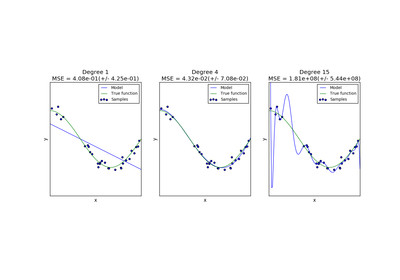 Degree 1
MSE = 4.08e-01(+/- 4.25e-01)
Model
True function
Samples
y
x
Degree 4
MSE = 4.32e-02(+/- 7.08e-02)
Model
True function
Samples
y
x
Degree 15
MSE = 1.81e+08(+/- 5.44e+08)
Model
True function
Samples
y
x